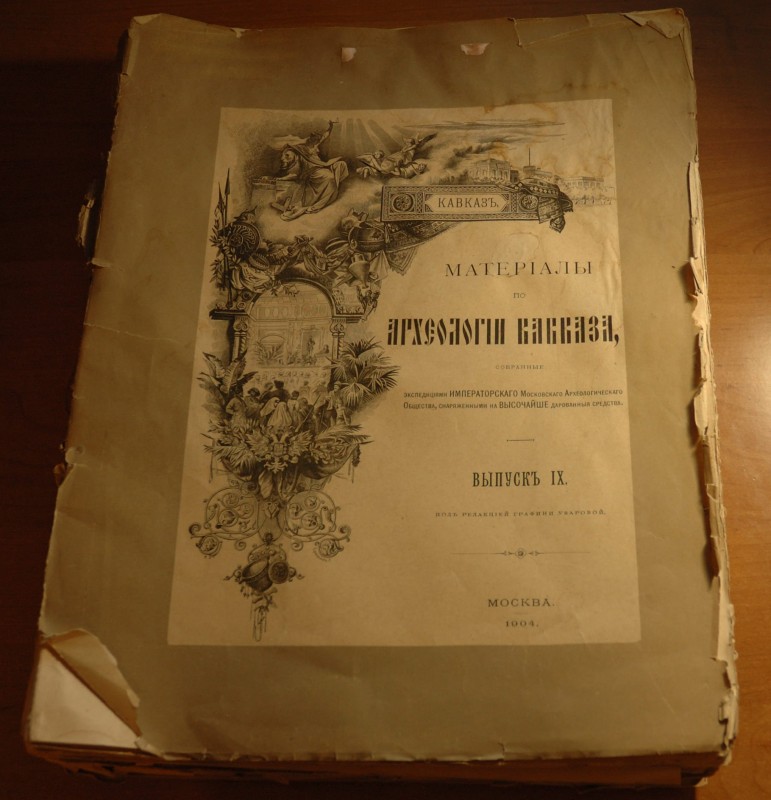 КАВКАЗЪ.
МАТЕРІАЛЫ
ПО
АРХЕОЛОГІИ КАВКАЗА,
СОБРАННЫЕ
ЭКСПЕДИЦІЯМИ ИМПЕРАТОРСКАГО МОСКОВСКАГО АРХЕОЛОГИЧЕСКАГО
ОБЩЕСТВА, СНАРЯЖЕННЫМИ НА ВЫСОЧАЙШЕ ДАРОВАННЫЯ СРЕДСТВА.
ВЫПУСКЪ IX.
ПОДЪ РЕДАКЦІЕЙ ГРАФИНИ УВАРОВОЙ.
МОСКВА.
1904.